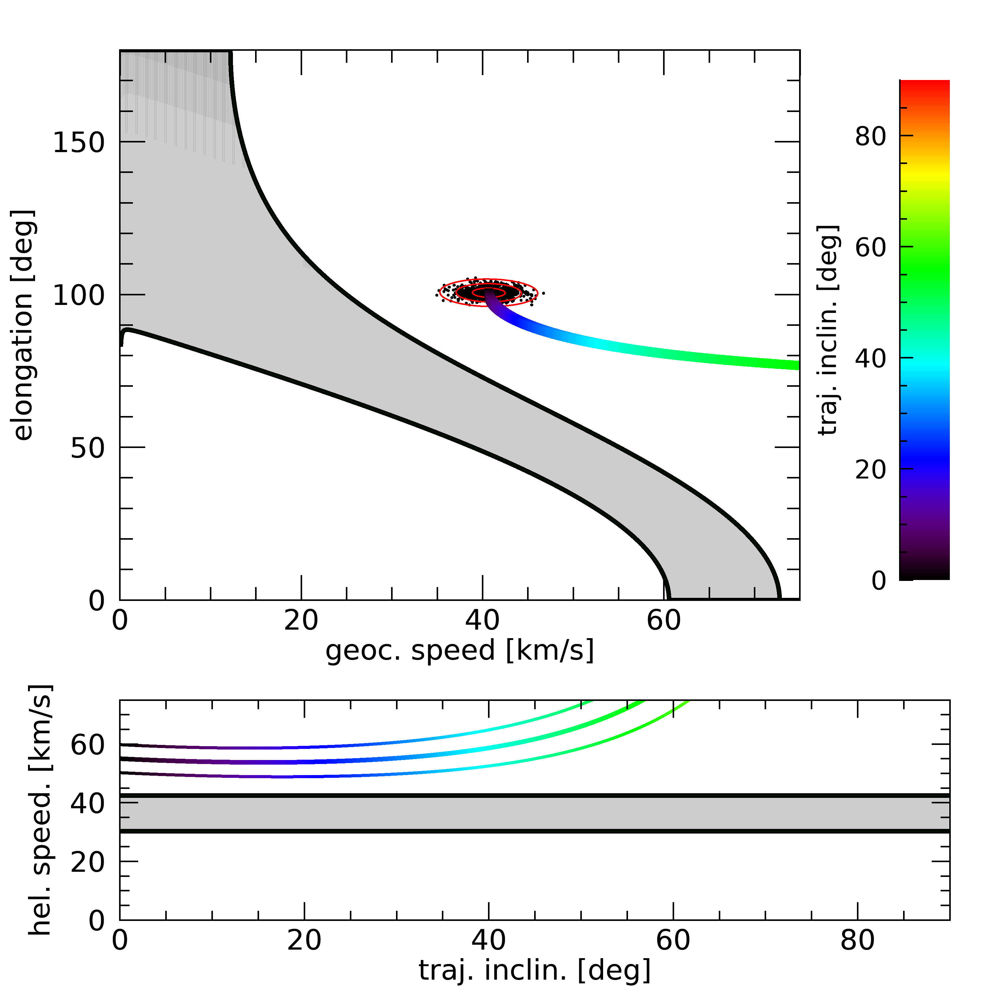 elongation [deg]
150
100
50
0
0 20 40 60
geoc. speed [km/s]
traj. inclin. [deg]
80
60
40
20
0
hel. speed. [km/s]
60
40
20
0
0 20 40 60 80
traj. inclin. [deg]